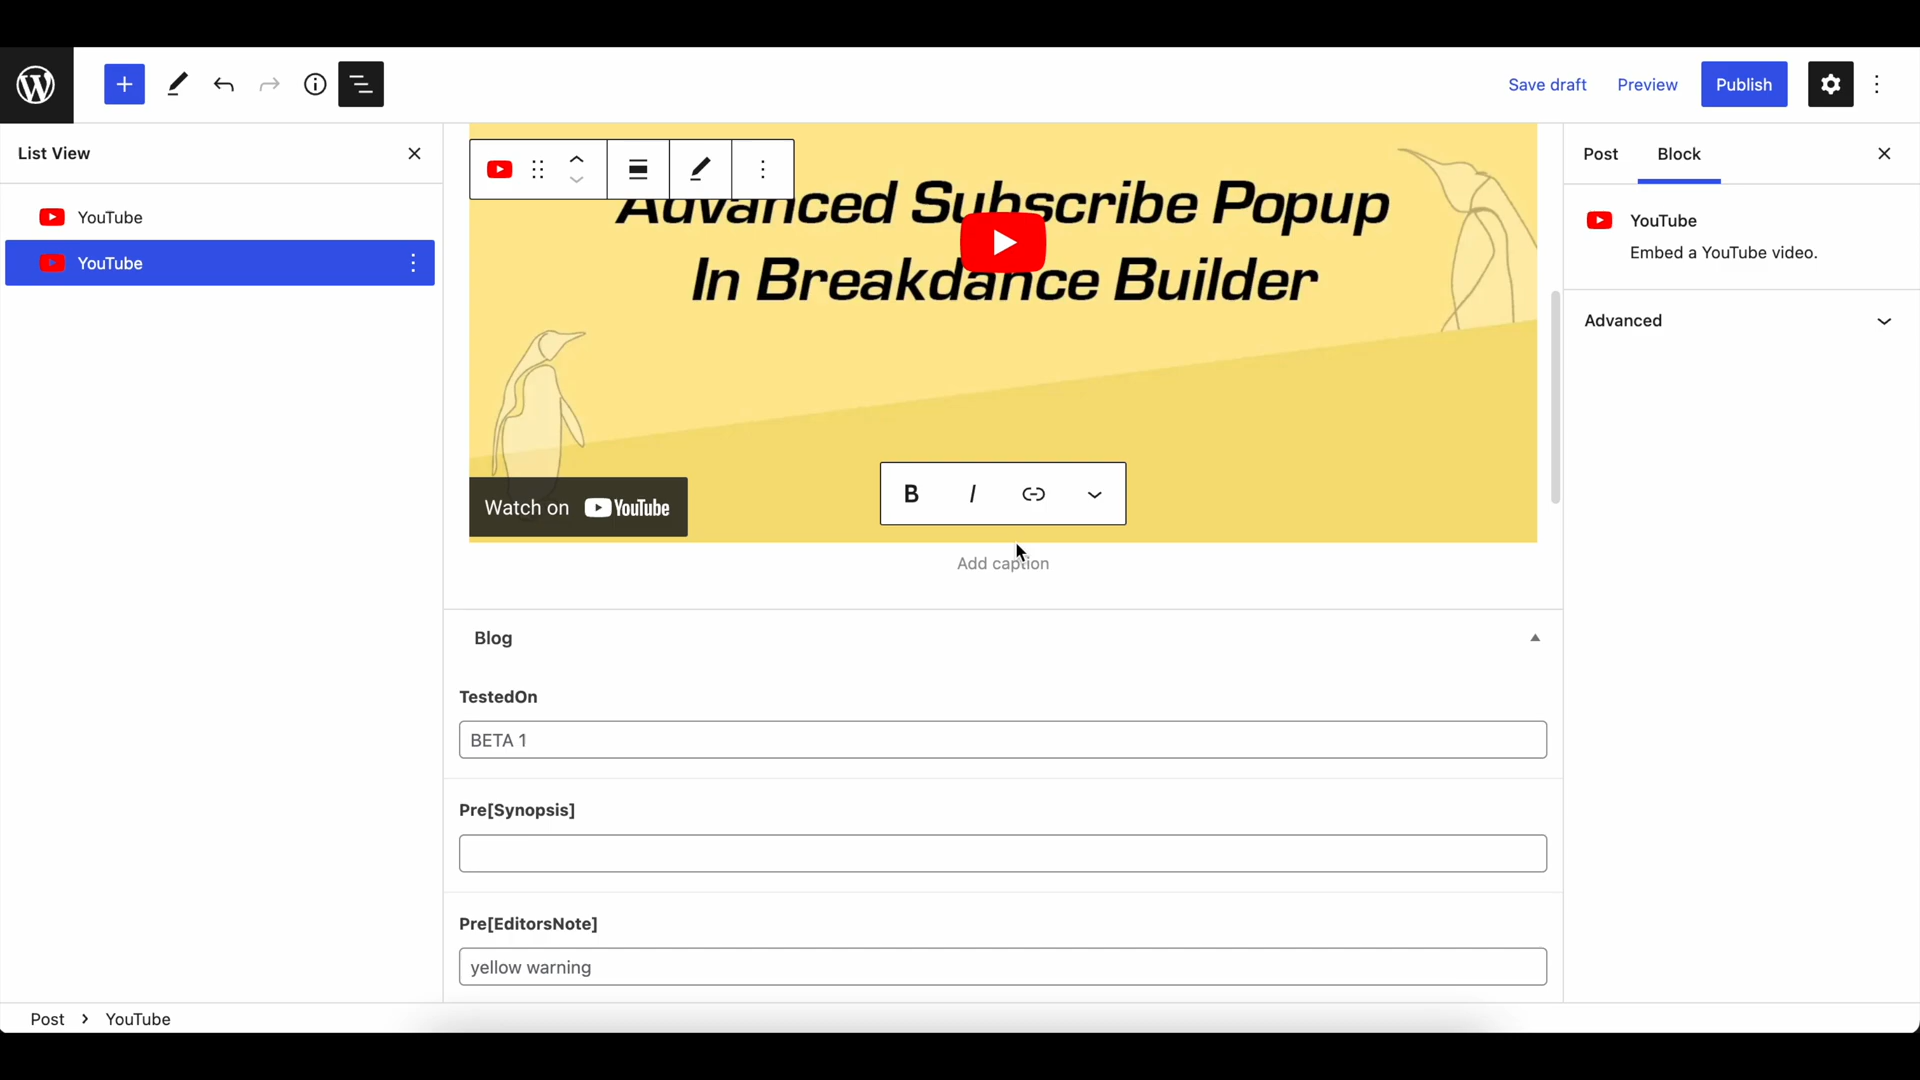 Save draft
Preview
Publish
List View
YouTube
YouTube
Advanced Subscribe Popup
In Breakdance Builder
Watch on YouTube
B I
Add caption
Blog
TestedOn
BETA 1
Pre[Synopsis]
Pre[EditorsNote]
yellow warning
Post
Block
YouTube
Embed a YouTube video.
Advanced
Post > YouTube